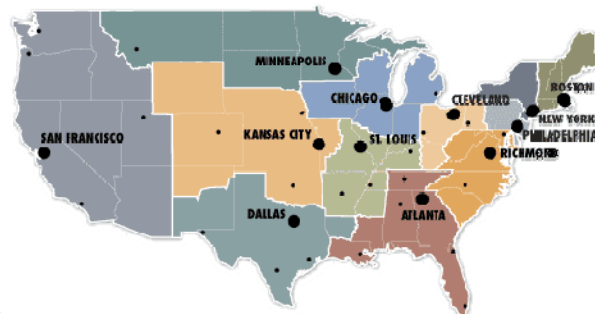 MINNEAPOLIS
BOSTON
CHICAGO
CLEVELAND
NEW YORK
SAN FRANCISCO
KANSAS CITY
ST. LOUIS
PHILADELPHIA
RICHMOND
DALLAS
ATLANTA